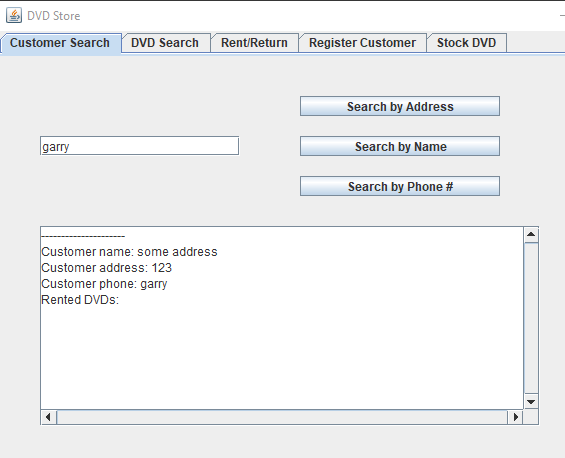 DVD Store
Customer Search DVD Search Rent/Return Register Customer Stock DVD
Search by Address
garry
Search by Name
Search by Phone #
---------------------
Customer name: some address
Customer address: 123
Customer phone: garry
Rented DVDs: